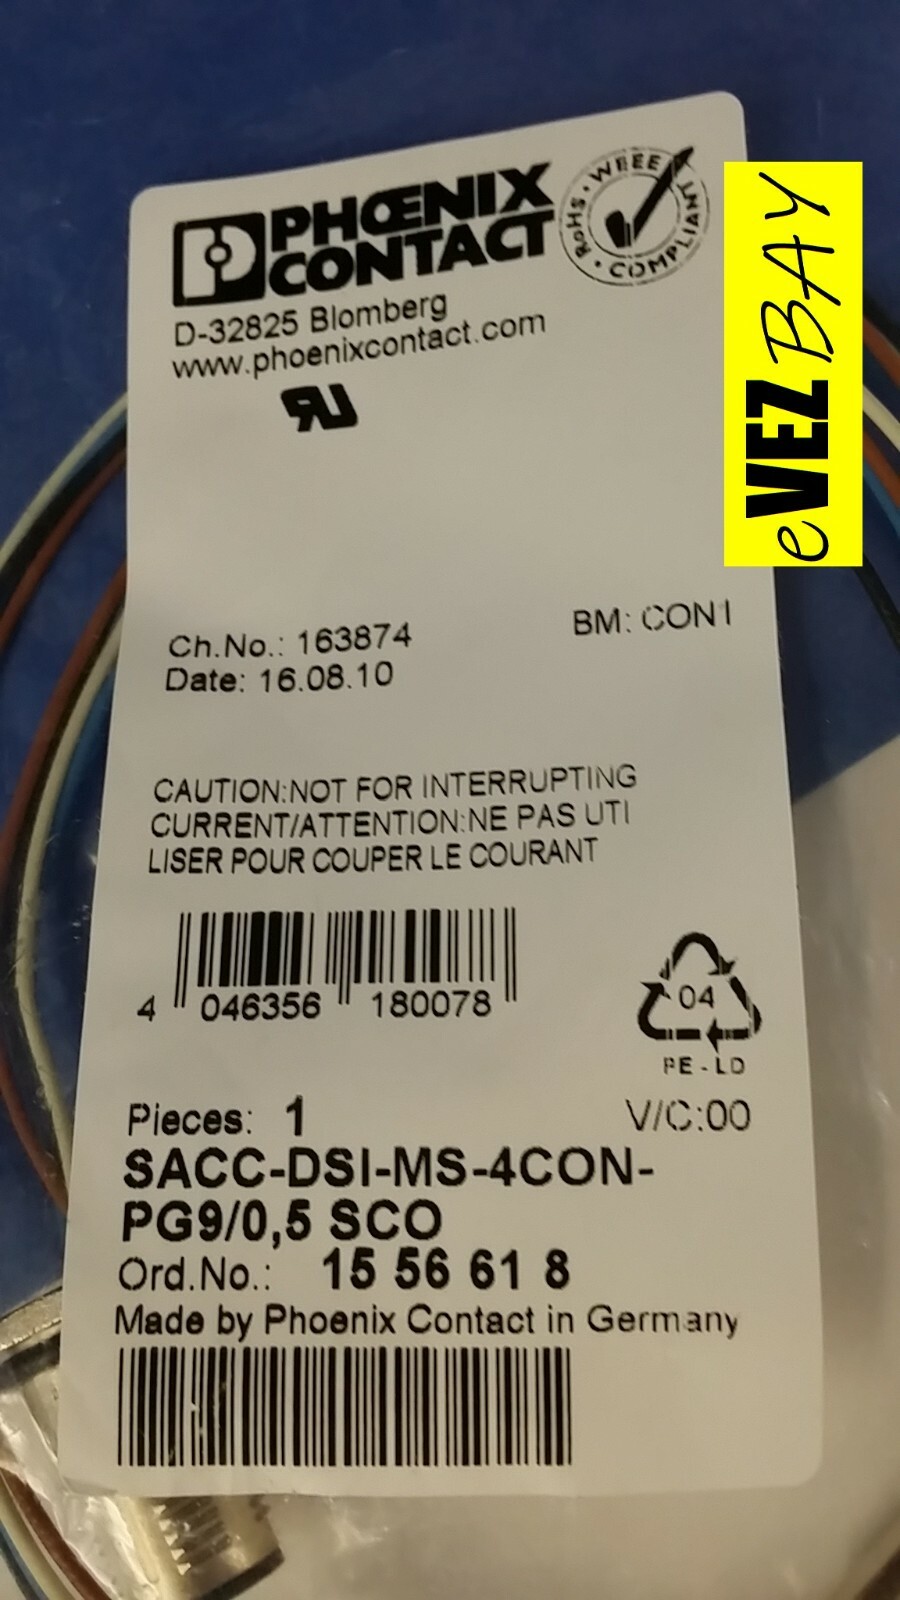 PHŒNIX
CONTACT
WEEE
RoHS
COMPLIANT
D-32825 Blomberg
www.phoenixcontact.com
eVEZBAY
Ch.No.: 163874
BM: CON1
Date: 16.08.10
CAUTION:NOT FOR INTERRUPTING
CURRENT/ATTENTION:NE PAS UTI
LISER POUR COUPER LE COURANT
4 046356 180078
04
PE-LD
Pieces: 1
V/C:00
SACC-DSI-MS-4CON-
PG9/0,5 SCO
Ord.No.: 15 56 61 8
Made by Phoenix Contact in Germany